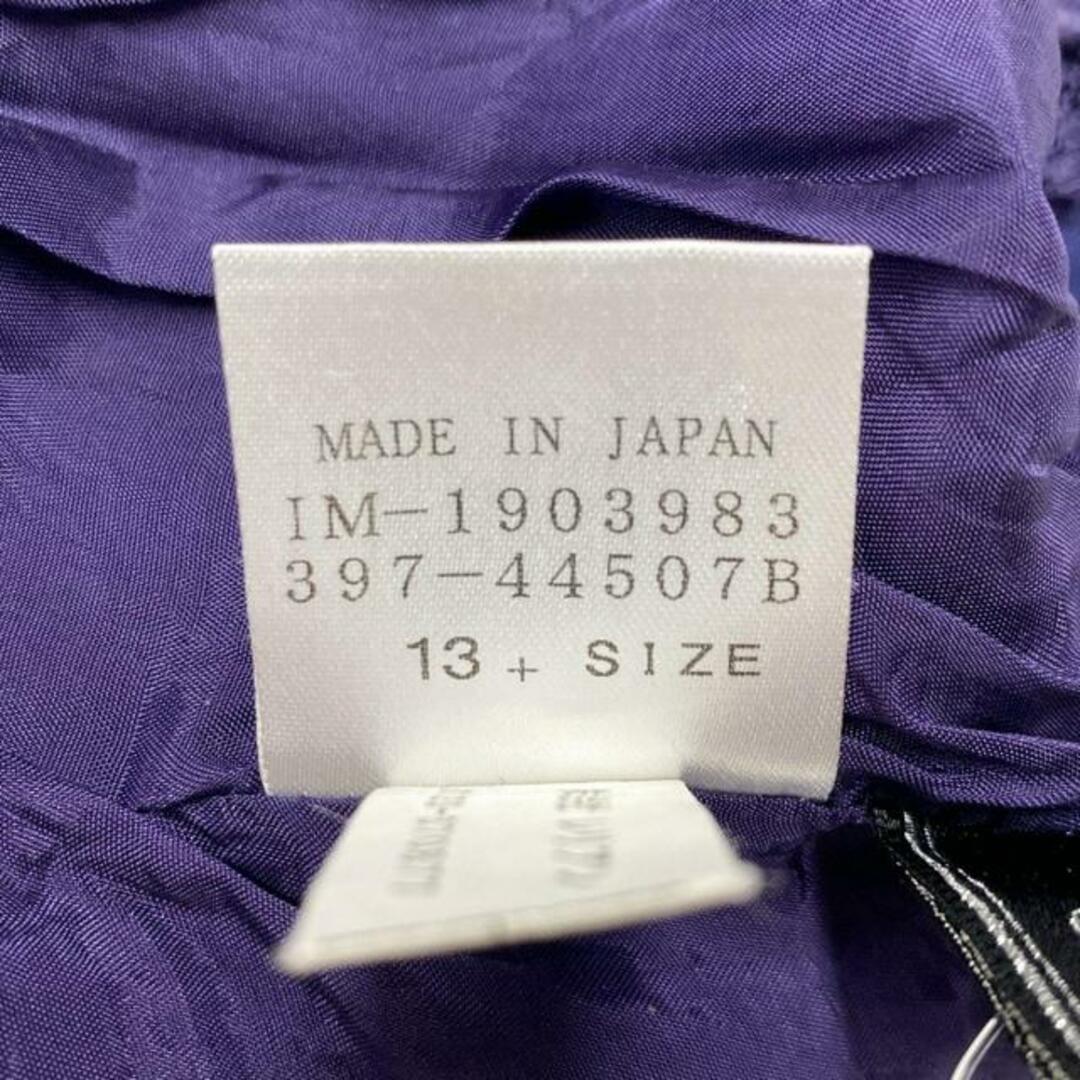 MADE IN JAPAN
IM-1903983
397-44507B
13+ SIZE